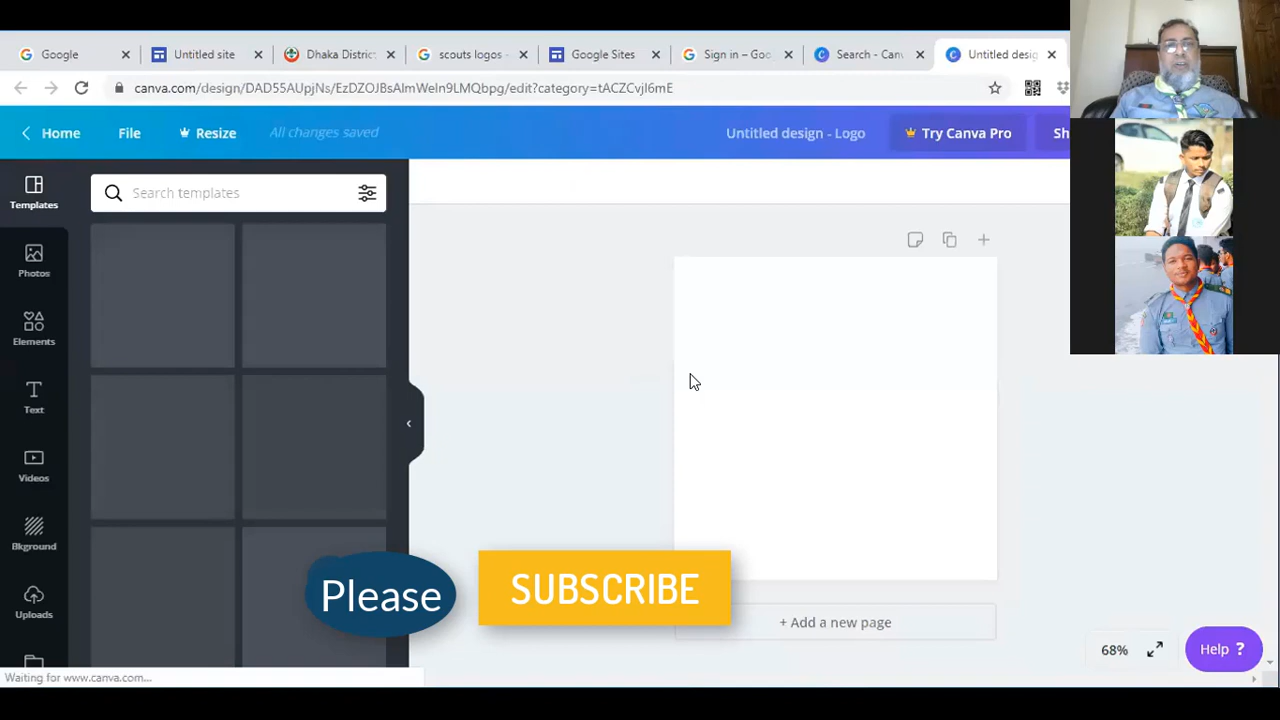 Google
Untitled site
Dhaka District
scouts logos -
Google Sites
Sign in – Goo
Search - Can
Untitled desig
canva.com/design/DAD55AUpjNs/EzDZDJBsAlmWeln9LMQbpg/edit?category=tACZCvjI6mE
Home
File
Resize
All changes saved
Untitled design - Logo
Try Canva Pro
Sh
Templates
Search templates
Photos
Elements
Text
Videos
Bkground
Uploads
Please
SUBSCRIBE
+ Add a new page
68%
Help ?
Waiting for www.canva.com...